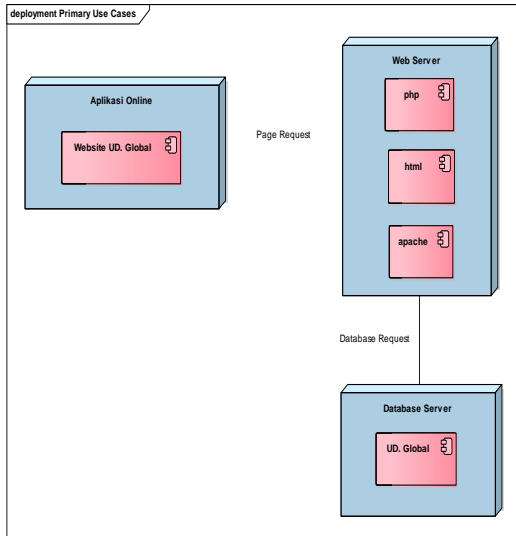 deployment Primary Use Cases
Aplikasi Online
Website UD. Global
Page Request
Web Server
php
html
apache
Database Request
Database Server
UD. Global